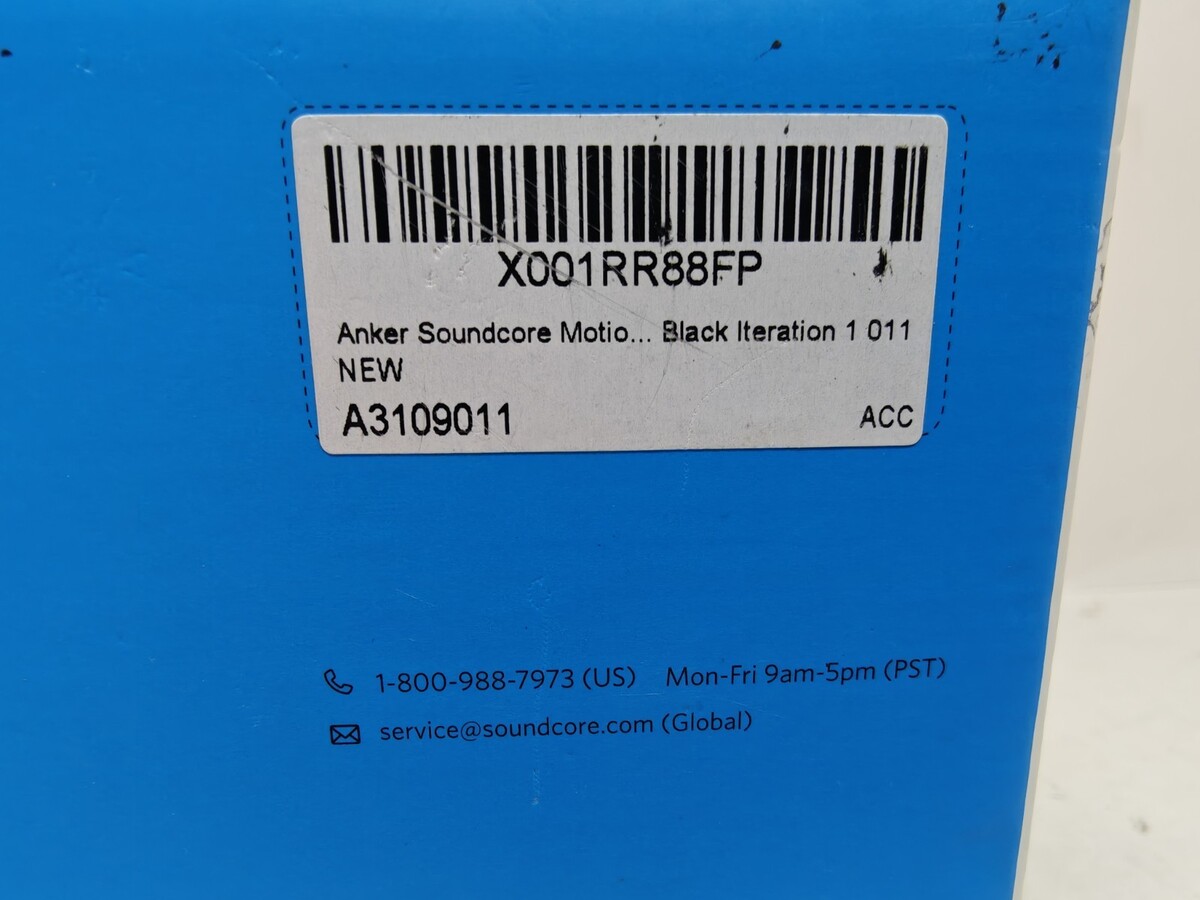 X001RR88FP
Anker Soundcore Motio... Black Iteration 1 011
NEW
A3109011 ACC
1-800-988-7973 (US) Mon-Fri 9am-5pm (PST)
service@soundcore.com (Global)